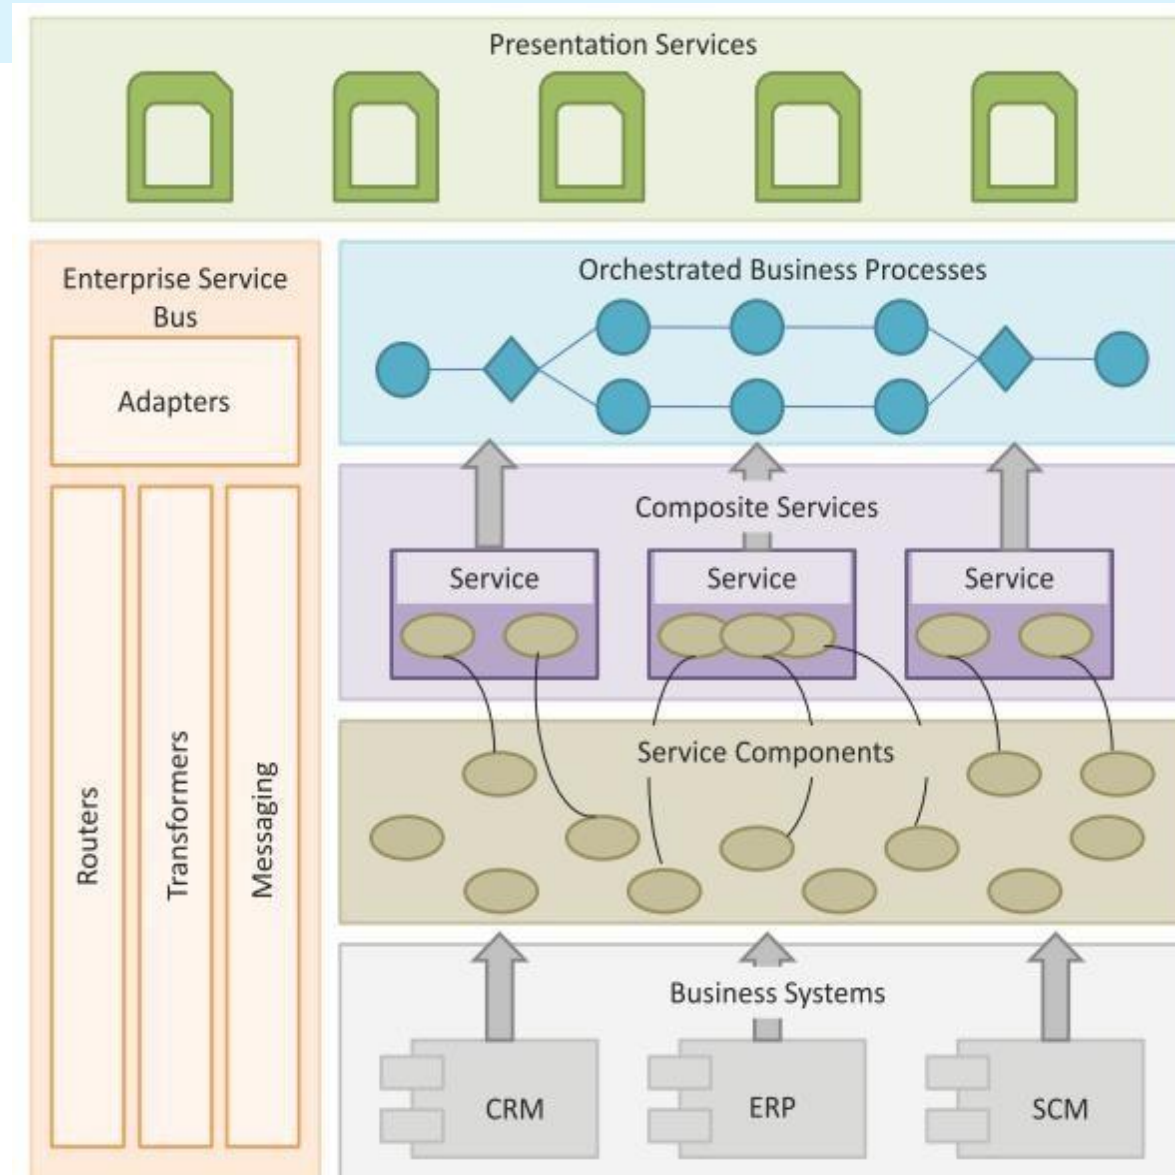 Presentation Services
Enterprise Service
Bus
Adapters
Routers
Transformers
Messaging
Orchestrated Business Processes
Composite Services
Service
Service
Service
Service Components
Business Systems
CRM
ERP
SCM